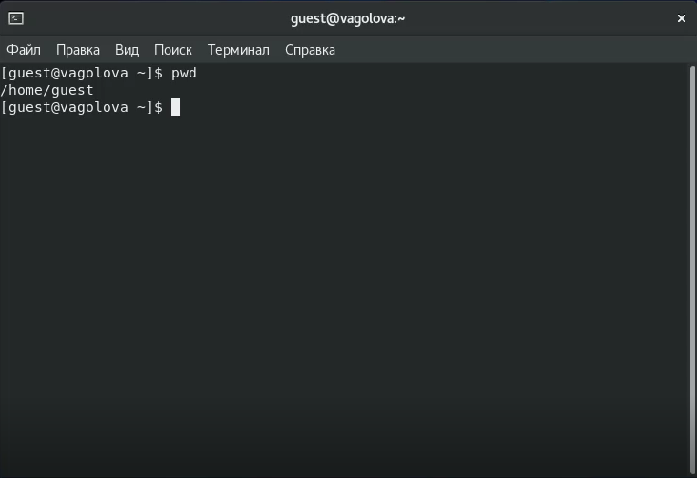 guest@vagolova:~
Файл Правка Вид Поиск Терминал Справка
[guest@vagolova ~]$ pwd
/home/guest
[guest@vagolova ~]$